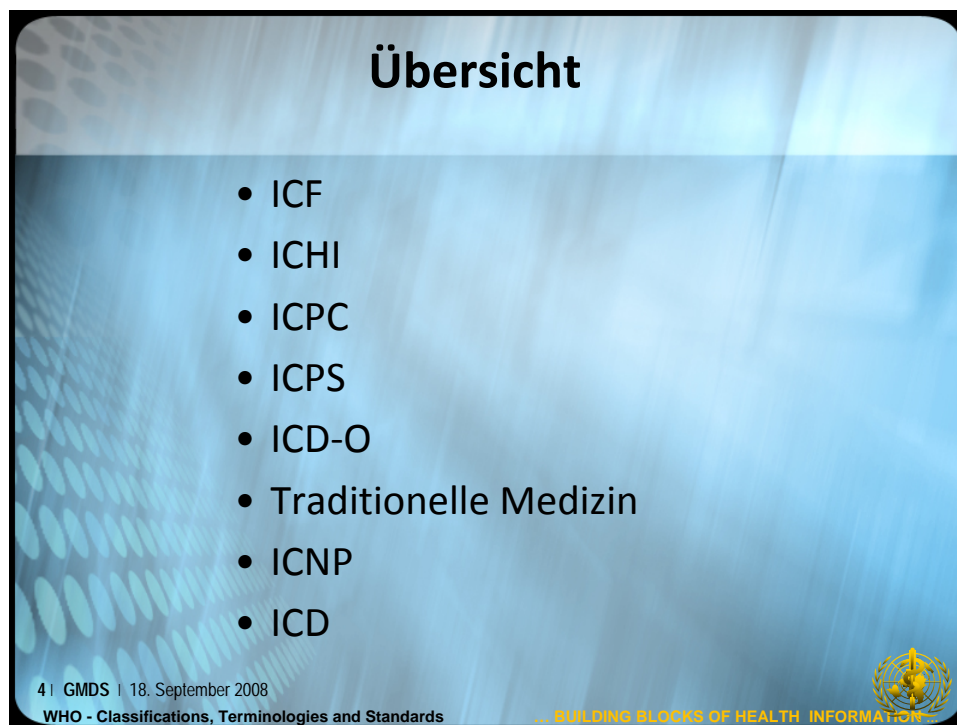 Übersicht
• ICF
• ICHI
• ICPC
• ICPS
• ICD-O
• Traditionelle Medizin
• ICNP
• ICD
4 | GMDS | 18. September 2008
WHO - Classifications, Terminologies and Standards
... BUILDING BLOCKS OF HEALTH INFORMATION ...